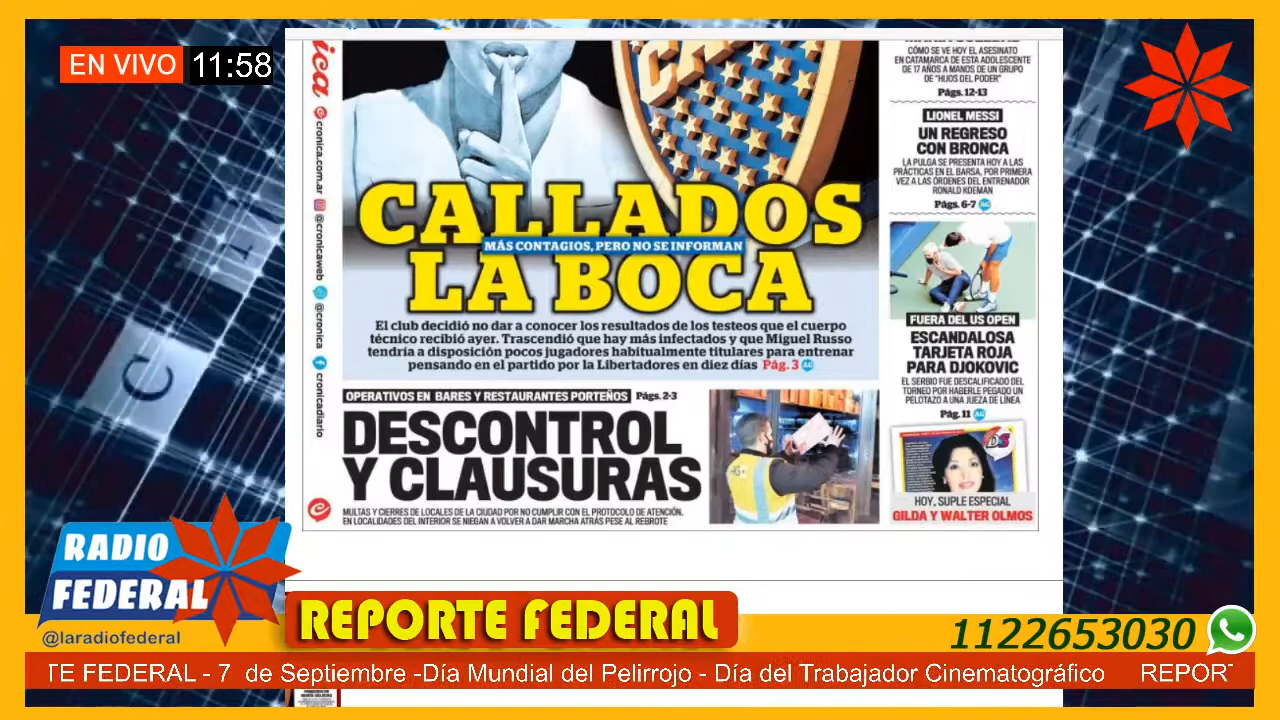 EN VIVO 11:58
ica
cronica.com.ar
@cronicaweb
@cronica
cronicadiario
CALLADOS
MÁS CONTAGIOS, PERO NO SE INFORMAN
LA BOCA
El club decidió no dar a conocer los resultados de los testeos que el cuerpo
técnico recibió ayer. Trascendió que hay más infectados y que Miguel Russo
tendría a disposición pocos jugadores habitualmente titulares para entrenar
pensando en el partido por la Libertadores en diez días Pág. 3 AG
OPERATIVOS EN BARES Y RESTAURANTES PORTEÑOS Págs. 2-3
DESCONTROL
Y CLAUSURAS
MULTAS Y CIERRES DE LOCALES DE LA CIUDAD POR NO CUMPLIR CON EL PROTOCOLO DE ATENCIÓN.
EN LOCALIDADES DEL INTERIOR SE NIEGAN A VOLVER A DAR MARCHA ATRÁS PESE AL REBROTE
CÓMO SE VE HOY EL ASESINATO
EN CATAMARCA DE ESTA ADOLESCENTE
DE 17 AÑOS A MANOS DE UN GRUPO
DE "HIJOS DEL PODER"
Págs. 12-13
LIONEL MESSI
UN REGRESO
CON BRONCA
LA PULGA SE PRESENTA HOY A LAS
PRÁCTICAS EN EL BARSA, POR PRIMERA
VEZ A LAS ÓRDENES DEL ENTRENADOR
RONALD KOEMAN
Págs. 6-7 AG
FUERA DEL US OPEN
ESCANDALOSA
TARJETA ROJA
PARA DJOKOVIC
EL SERBIO FUE DESCALIFICADO DEL
TORNEO POR HABERLE PEGADO UN
PELOTAZO A UNA JUEZA DE LÍNEA
Pág. 11 AG
HOY, SUPLE ESPECIAL
GILDA Y WALTER OLMOS
RADIO
FEDERAL
@laradiofederal
REPORTE FEDERAL
1122653030
TE FEDERAL - 7 de Septiembre -Día Mundial del Pelirrojo - Día del Trabajador Cinematográfico REPOR